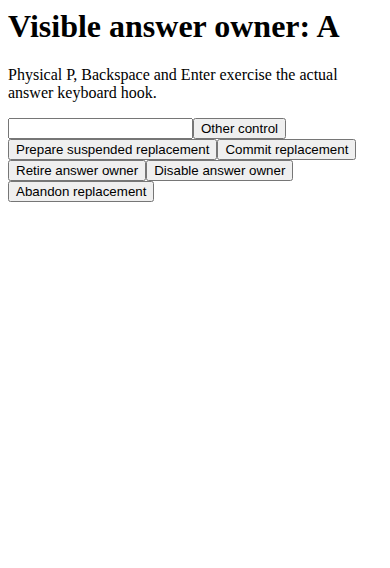 Visible answer owner: A
Physical P, Backspace and Enter exercise the actual
answer keyboard hook.
Other control
Prepare suspended replacement Commit replacement
Retire answer owner Disable answer owner
Abandon replacement